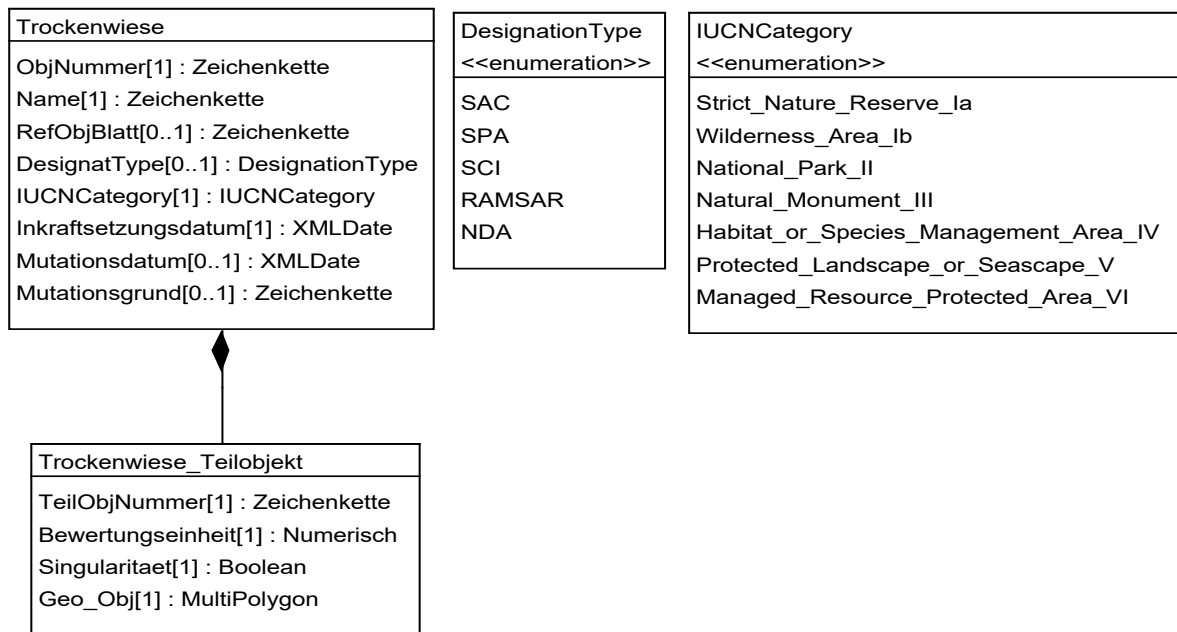 Trockenwiese
ObjNummer[1] : Zeichenkette
Name[1] : Zeichenkette
RefObjBlatt[0..1] : Zeichenkette
DesignatType[0..1] : DesignationType
IUCNCategory[1] : IUCNCategory
Inkraftsetzungsdatum[1] : XMLDate
Mutationsdatum[0..1] : XMLDate
Mutationsgrund[0..1] : Zeichenkette
DesignationType
<<enumeration>>
SAC
SPA
SCI
RAMSAR
NDA
IUCNCategory
<<enumeration>>
Strict_Nature_Reserve_Ia
Wilderness_Area_Ib
National_Park_II
Natural_Monument_III
Habitat_or_Species_Management_Area_IV
Protected_Landscape_or_Seascape_V
Managed_Resource_Protected_Area_VI
Trockenwiese_Teilobjekt
TeilObjNummer[1] : Zeichenkette
Bewertungseinheit[1] : Numerisch
Singularitaet[1] : Boolean
Geo_Obj[1] : MultiPolygon